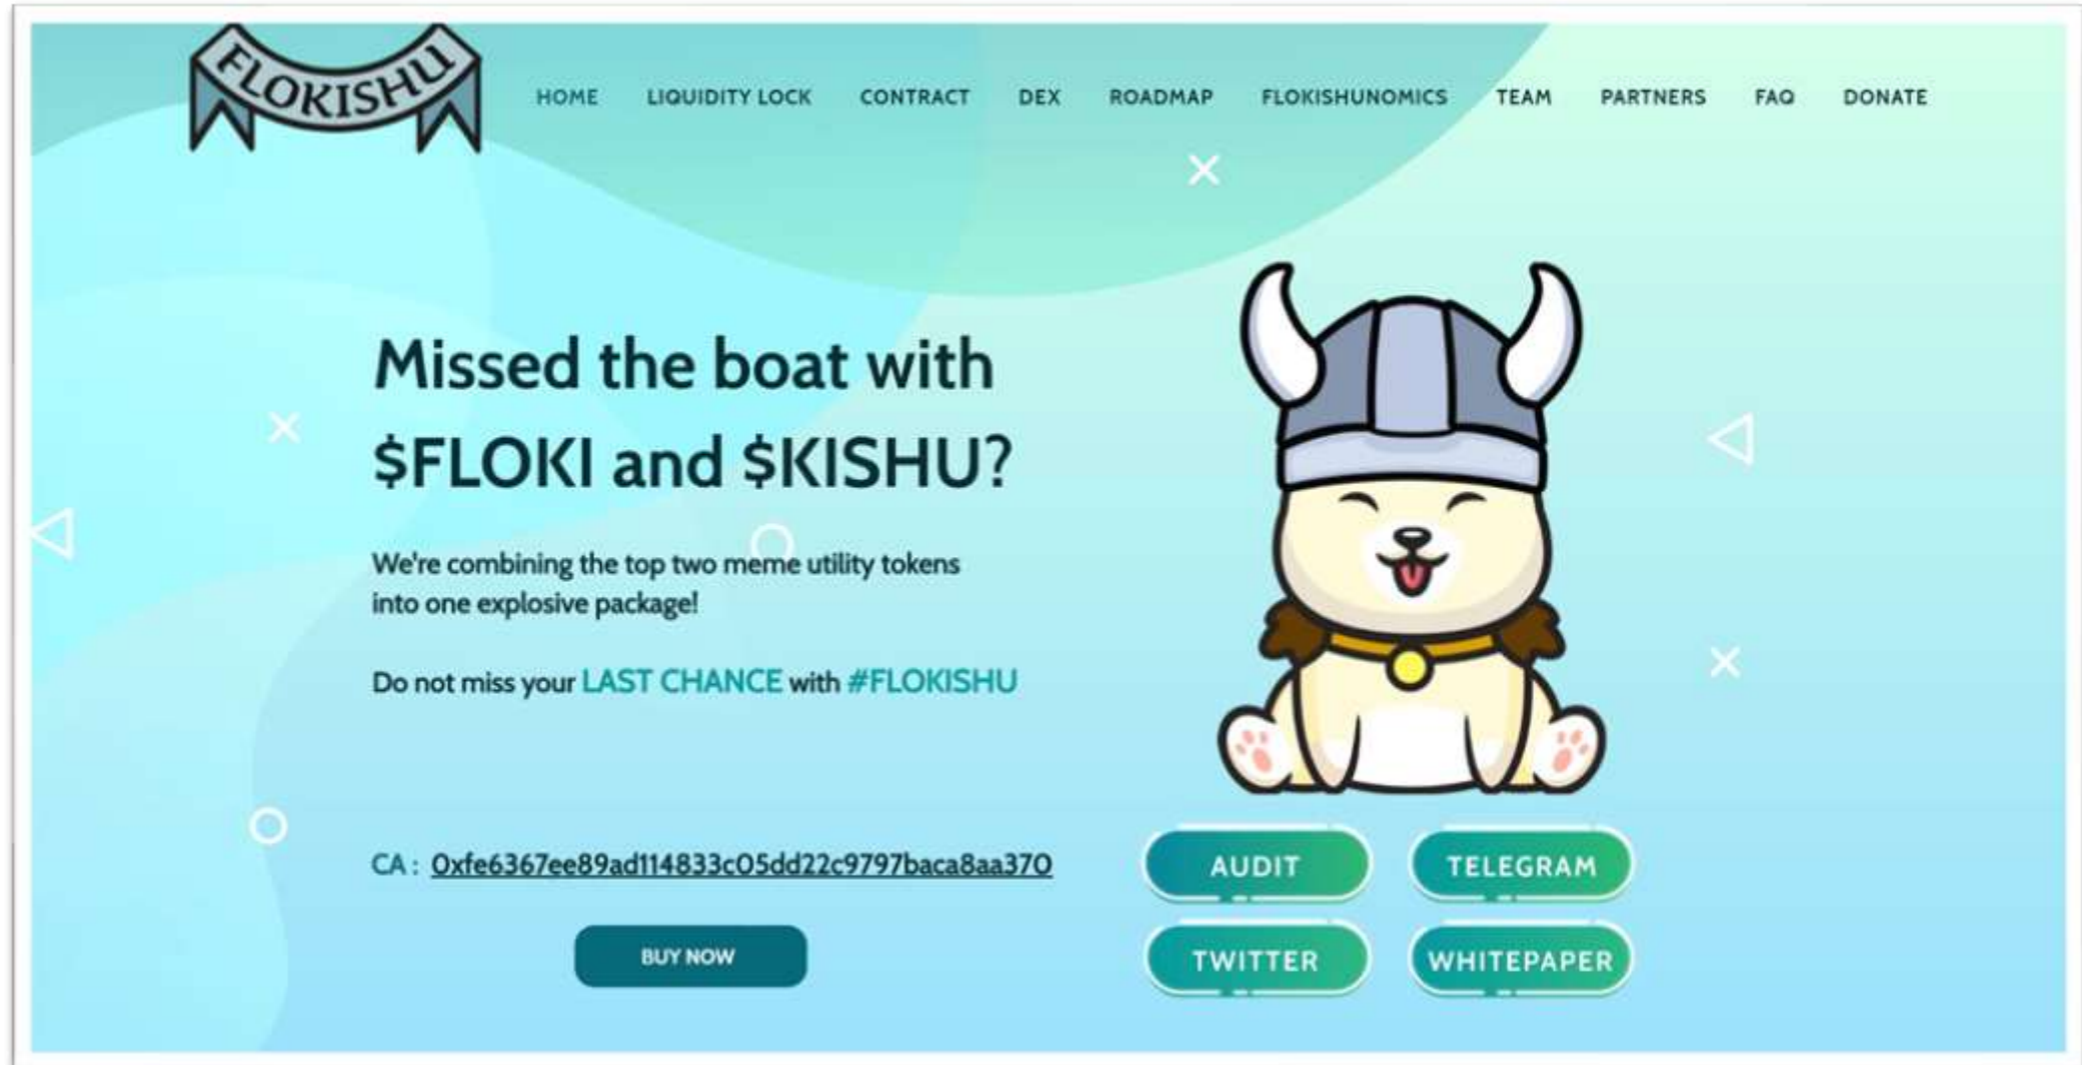 FLOKISHU
HOME LIQUIDITY LOCK CONTRACT DEX ROADMAP FLOKISHUNOMICS TEAM PARTNERS FAQ DONATE
Missed the boat with
$FLOKI and $KISHU?
We're combining the top two meme utility tokens
into one explosive package!
Do not miss your LAST CHANCE with #FLOKISHU
CA : 0xfe6367ee89ad114833c05dd22c9797baca8aa370
BUY NOW
AUDIT TELEGRAM
TWITTER WHITEPAPER